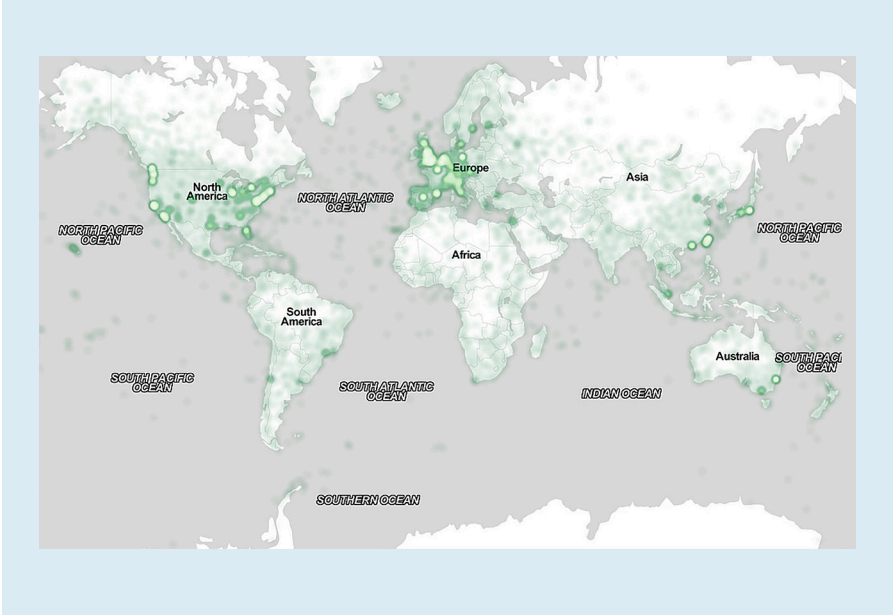 Europe
Asia
North
America
NORTH ATLANTIC
OCEAN
NORTH PACIFIC
OCEAN
NORTH PACIFIC
OCEAN
Africa
South
America
Australia
SOUTH PACI
OCEAN
SOUTH PACIFIC
OCEAN
SOUTH ATLANTIC
OCEAN
INDIAN OCEAN
SOUTHERN OCEAN